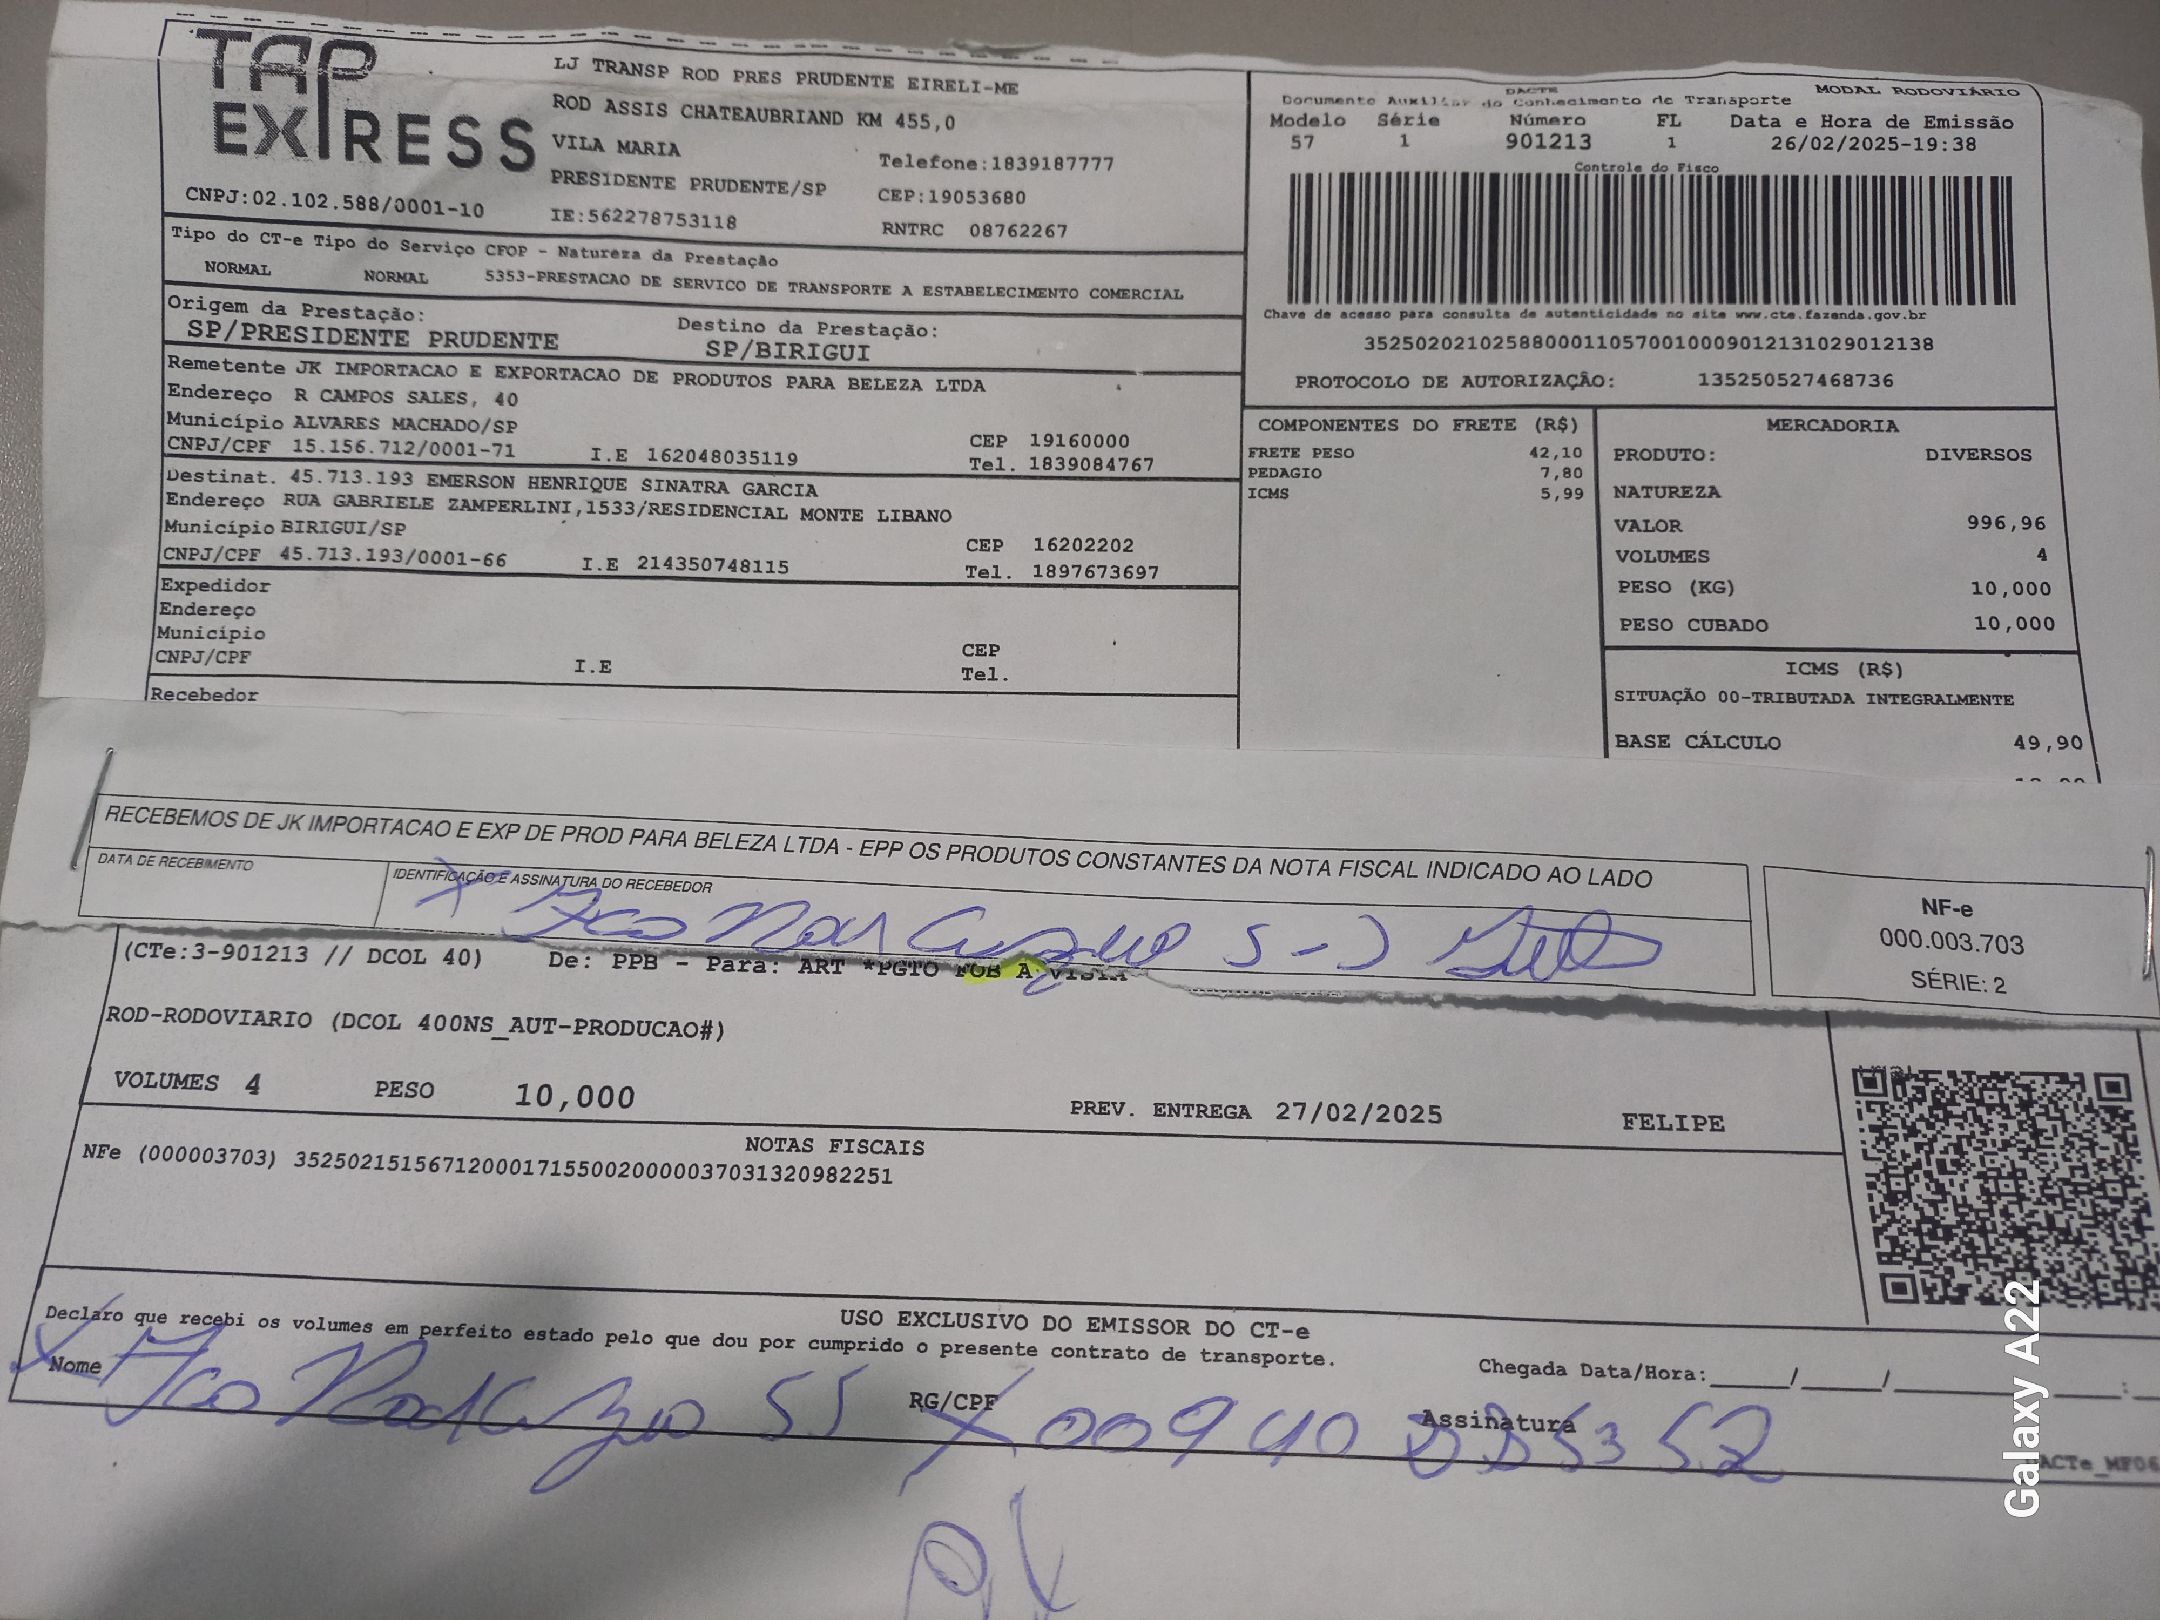 TAP EXPRESS
CNPJ:02.102.588/0001-10
LJ TRANSP ROD PRES PRUDENTE EIRELI-ME
ROD ASSIS CHATEAUBRIAND KM 455,0
VILA MARIA
Telefone:1839187777
PRESIDENTE PRUDENTE/SP
CEP:19053680
IE:562278753118
RNTRC 08762267
DACTE
MODAL RODOVIÁRIO
Documento Auxiliar do Conhecimento de Transporte
Modelo Série Número FL Data e Hora de Emissão
57 1 901213 1 26/02/2025-19:38
Controle do Fisco
Chave de acesso para consulta de autenticidade no site www.cte.fazenda.gov.br
35250202102588000110570010009012131029012138
PROTOCOLO DE AUTORIZAÇÃO: 135250527468736
Tipo do CT-e Tipo do Serviço CFOP - Natureza da Prestação
NORMAL NORMAL 5353-PRESTACAO DE SERVICO DE TRANSPORTE A ESTABELECIMENTO COMERCIAL
Origem da Prestação: Destino da Prestação:
SP/PRESIDENTE PRUDENTE SP/BIRIGUI
Remetente JK IMPORTACAO E EXPORTACAO DE PRODUTOS PARA BELEZA LTDA
Endereço R CAMPOS SALES, 40
Município ALVARES MACHADO/SP CEP 19160000
CNPJ/CPF 15.156.712/0001-71 I.E 162048035119 Tel. 1839084767
Destinat. 45.713.193 EMERSON HENRIQUE SINATRA GARCIA
Endereço RUA GABRIELE ZAMPERLINI,1533/RESIDENCIAL MONTE LIBANO
Município BIRIGUI/SP CEP 16202202
CNPJ/CPF 45.713.193/0001-66 I.E 214350748115 Tel. 1897673697
Expedidor
Endereço
Município CEP
CNPJ/CPF I.E Tel.
Recebedor
COMPONENTES DO FRETE (R$)
FRETE PESO 42,10
PEDAGIO 7,80
ICMS 5,99
MERCADORIA
PRODUTO: DIVERSOS
NATUREZA
VALOR 996,96
VOLUMES 4
PESO (KG) 10,000
PESO CUBADO 10,000
ICMS (R$)
SITUAÇÃO 00-TRIBUTADA INTEGRALMENTE
BASE CÁLCULO 49,90
RECEBEMOS DE JK IMPORTACAO E EXP DE PROD PARA BELEZA LTDA - EPP OS PRODUTOS CONSTANTES DA NOTA FISCAL INDICADO AO LADO
DATA DE RECEBIMENTO IDENTIFICAÇÃO E ASSINATURA DO RECEBEDOR
NF-e
000.003.703
SÉRIE: 2
(CTe:3-901213 // DCOL 40) De: PPB - Para: ART *PGTO FOB A VISTA
ROD-RODOVIARIO (DCOL 400NS_AUT-PRODUCAO#)
VOLUMES 4 PESO 10,000 PREV. ENTREGA 27/02/2025 FELIPE
NOTAS FISCAIS
NFe (000003703) 35250215156712000171550020000037031320982251
USO EXCLUSIVO DO EMISSOR DO CT-e
Declaro que recebi os volumes em perfeito estado pelo que dou por cumprido o presente contrato de transporte.
Chegada Data/Hora:_____/_____/_____
Nome RG/CPF Assinatura
Galaxy A22